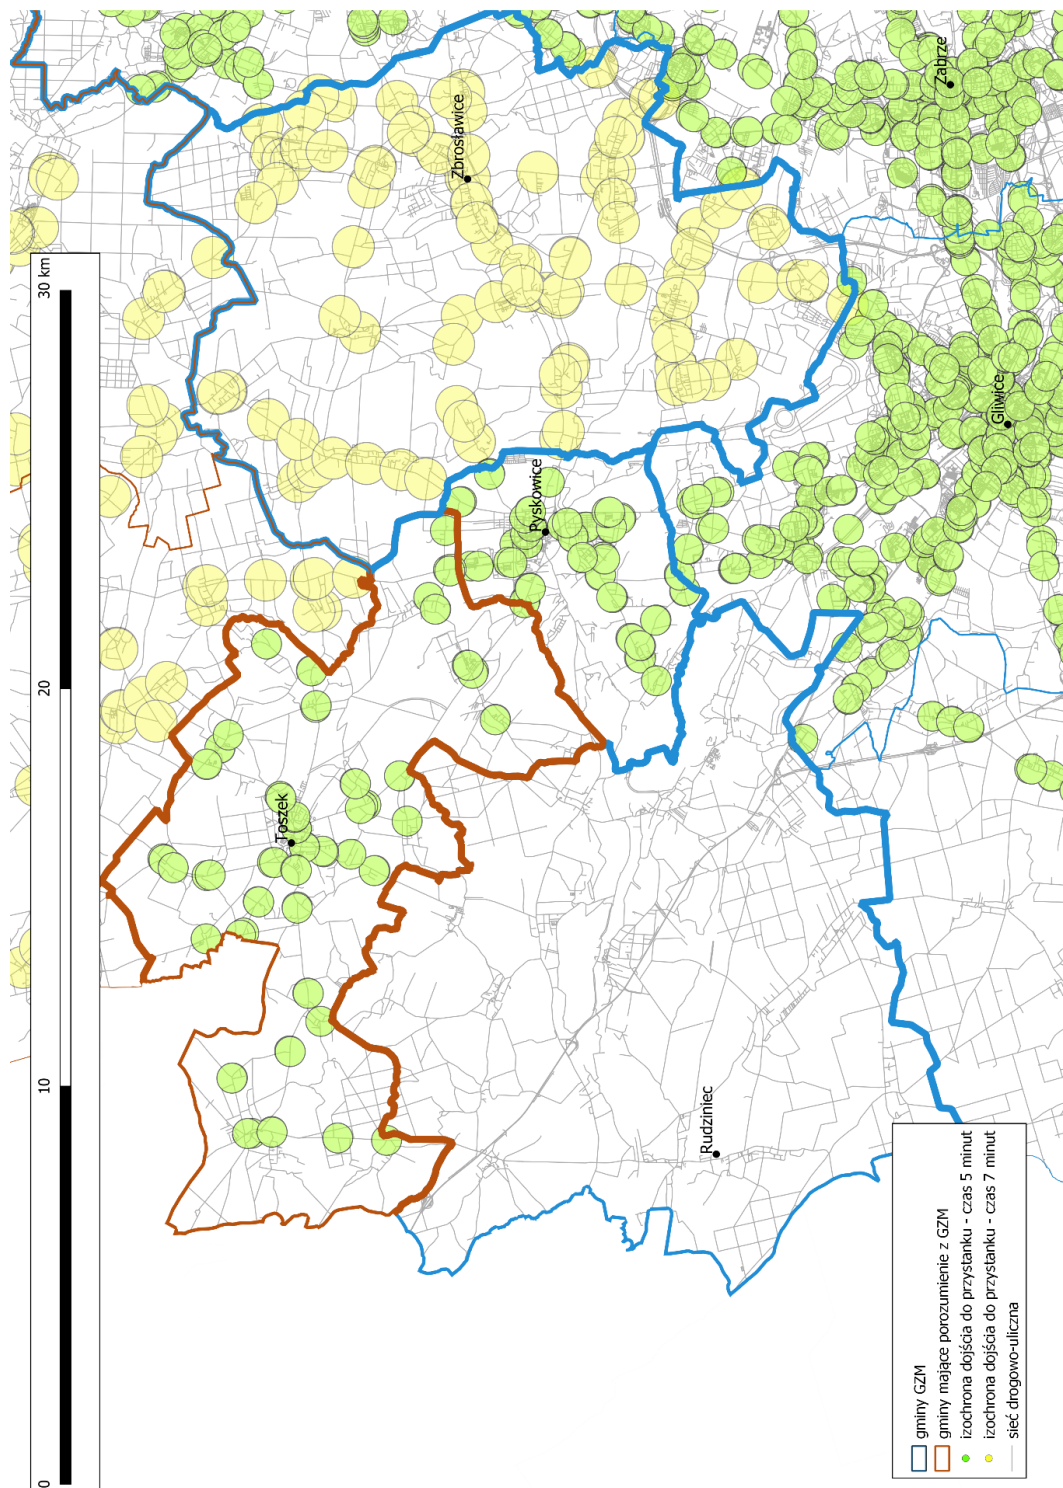 Zabrze
Zbrosławice
Gliwice
Pyskowice
Toszek
Rudziniec
0
10
20
30 km
gminy GZM
gminy mające porozumienie z GZM
izochrona dojścia do przystanku - czas 5 minut
izochrona dojścia do przystanku - czas 7 minut
sieć drogowo-uliczna